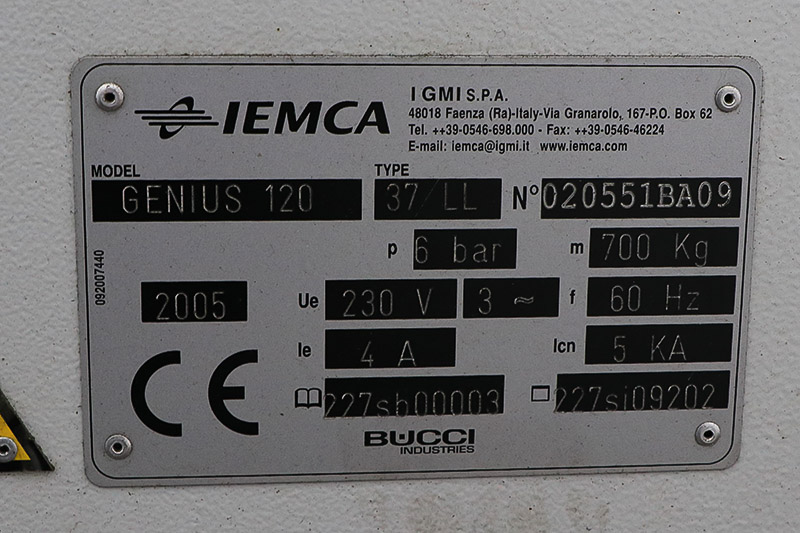 IEMCA
I GMI S.P.A.
48018 Faenza (Ra)-Italy-Via Granarolo, 167-P.O. Box 62
Tel. ++39-0546-698.000 - Fax: ++39-0546-46224
E-mail: iemca@igmi.it www.iemca.com
MODEL TYPE
GENIUS 120 37/LL N° 020551BA09
p 6 bar m 700 Kg
092007440
2005 Ue 230 V 3 ~ f 60 Hz
Ie 4 A Icn 5 KA
CE
227sb00003 227si09202
BUCCI
INDUSTRIES